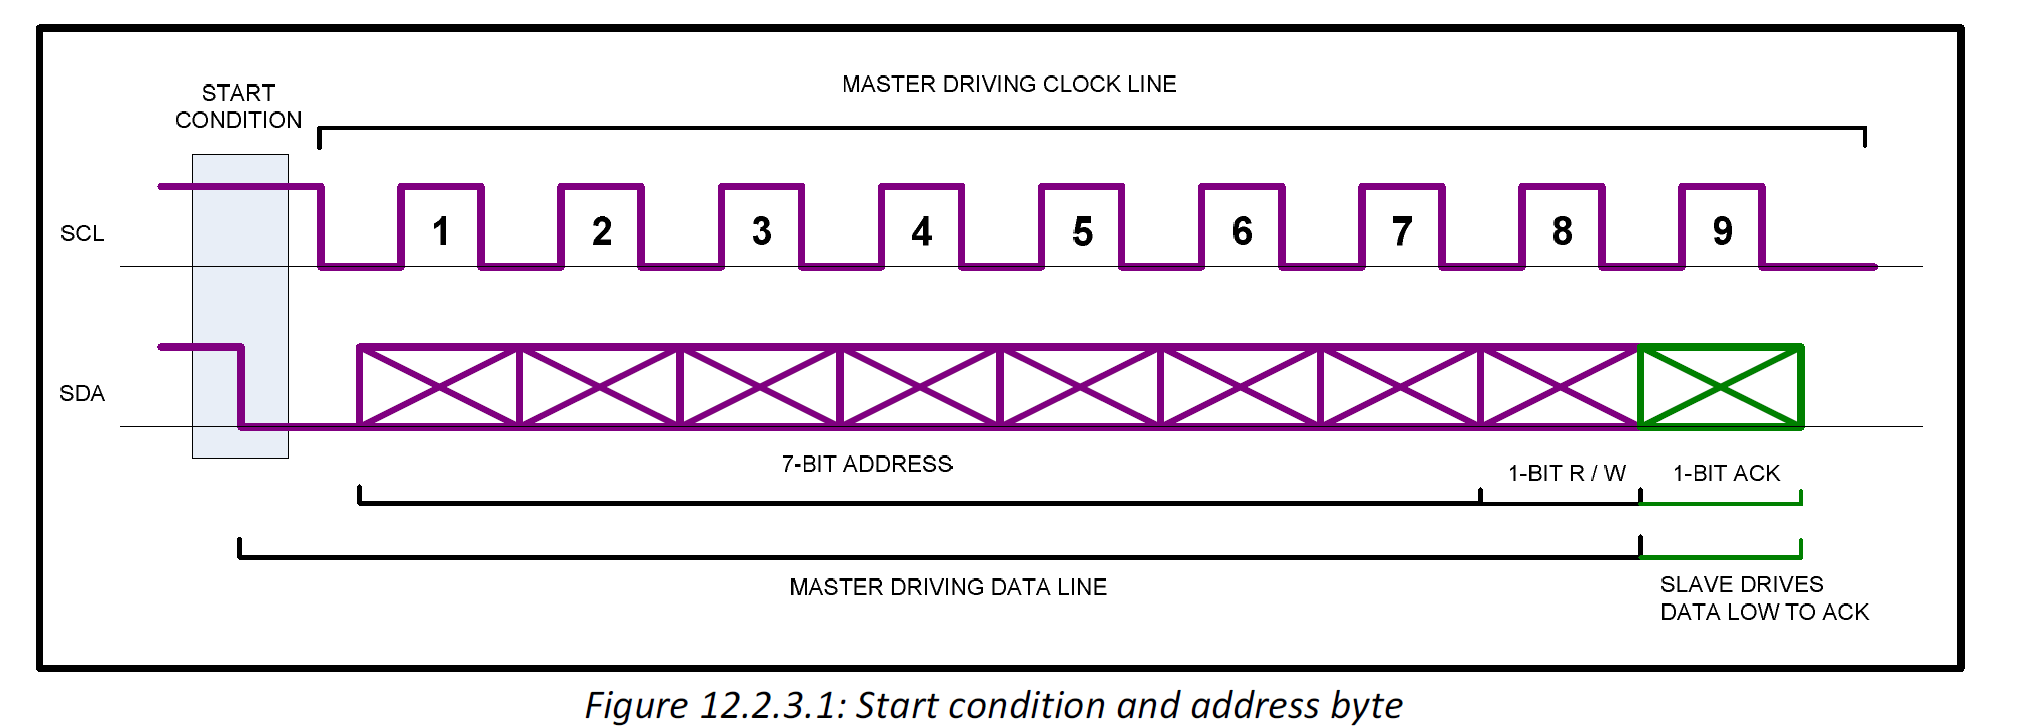 START
CONDITION
MASTER DRIVING CLOCK LINE
SCL
1 2 3 4 5 6 7 8 9
SDA
7-BIT ADDRESS
1-BIT R / W
1-BIT ACK
MASTER DRIVING DATA LINE
SLAVE DRIVES
DATA LOW TO ACK
Figure 12.2.3.1: Start condition and address byte